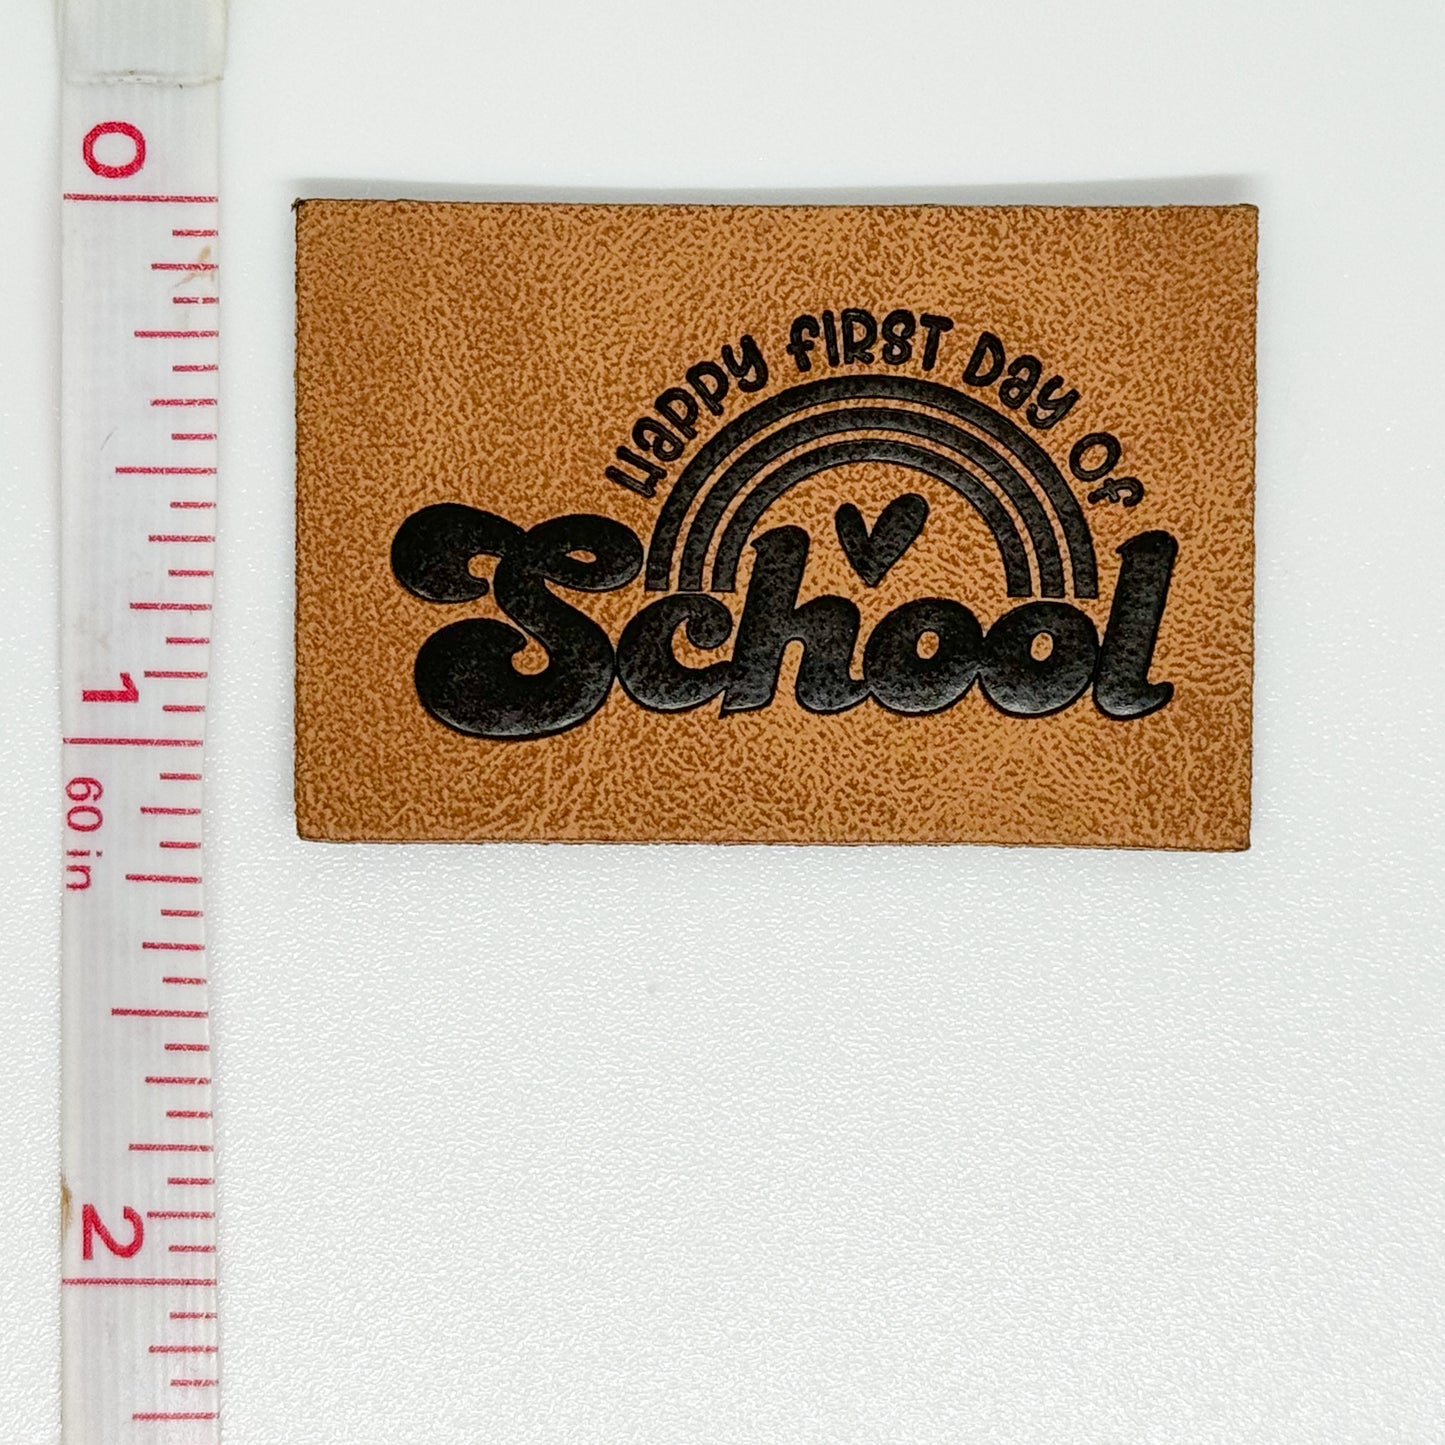 0
1
60 in
2
Happy First Day Of
School